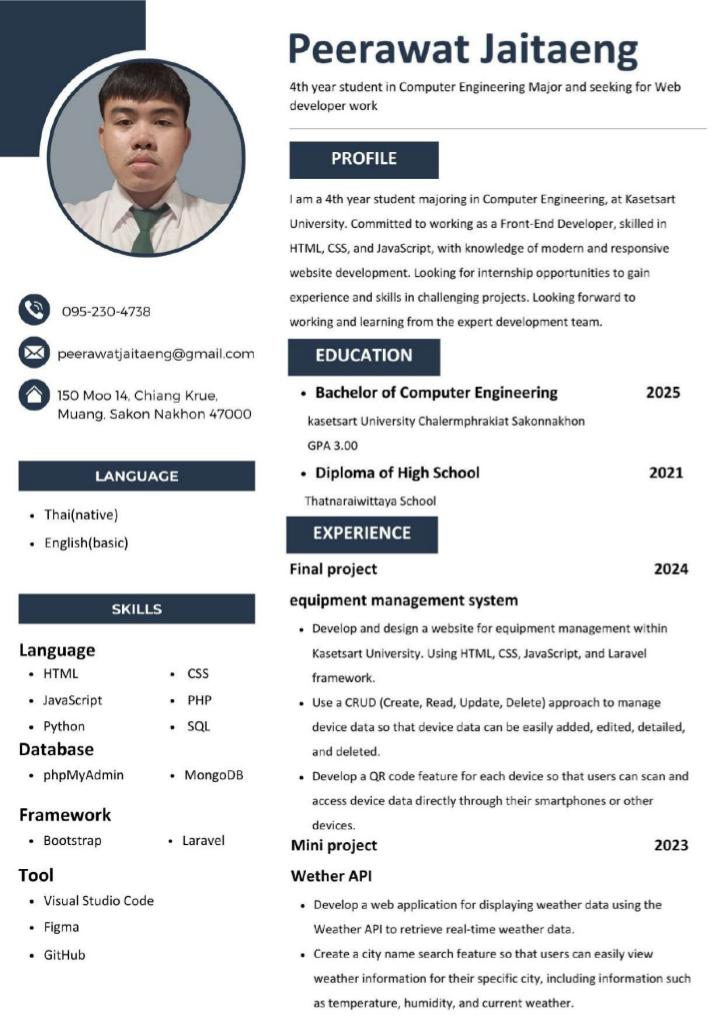 Peerawat Jaitaeng
4th year student in Computer Engineering Major and seeking for Web
developer work
095-230-4738
peerawatjaitaeng@gmail.com
150 Moo 14, Chiang Krue,
Muang, Sakon Nakhon 47000
LANGUAGE
• Thai(native)
• English(basic)
SKILLS
Language
• HTML • CSS
• JavaScript • PHP
• Python • SQL
Database
• phpMyAdmin • MongoDB
Framework
• Bootstrap • Laravel
Tool
• Visual Studio Code
• Figma
• GitHub
PROFILE
I am a 4th year student majoring in Computer Engineering, at Kasetsart
University. Committed to working as a Front-End Developer, skilled in
HTML, CSS, and JavaScript, with knowledge of modern and responsive
website development. Looking for internship opportunities to gain
experience and skills in challenging projects. Looking forward to
working and learning from the expert development team.
EDUCATION
• Bachelor of Computer Engineering 2025
kasetsart University Chalermphrakiat Sakonnakhon
GPA 3.00
• Diploma of High School 2021
Thatnaraiwittaya School
EXPERIENCE
Final project 2024
equipment management system
• Develop and design a website for equipment management within
Kasetsart University. Using HTML, CSS, JavaScript, and Laravel
framework.
• Use a CRUD (Create, Read, Update, Delete) approach to manage
device data so that device data can be easily added, edited, detailed,
and deleted.
• Develop a QR code feature for each device so that users can scan and
access device data directly through their smartphones or other
devices.
Mini project 2023
Wether API
• Develop a web application for displaying weather data using the
Weather API to retrieve real-time weather data.
• Create a city name search feature so that users can easily view
weather information for their specific city, including information such
as temperature, humidity, and current weather.